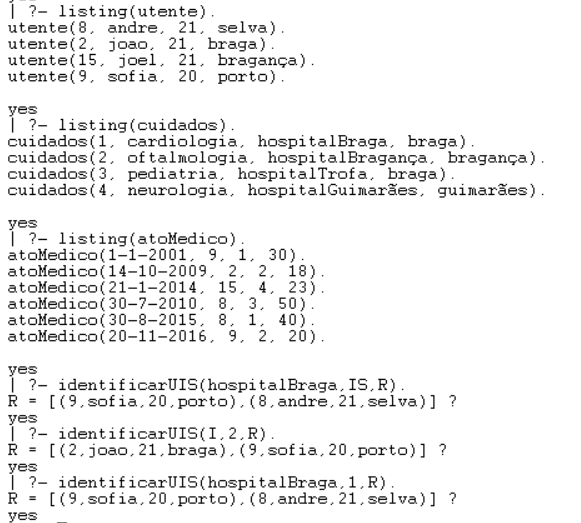 yes
| ?- listing(utente).
utente(8, andre, 21, selva).
utente(2, joao, 21, braga).
utente(15, joel, 21, bragança).
utente(9, sofia, 20, porto).

yes
| ?- listing(cuidados).
cuidados(1, cardiologia, hospitalBraga, braga).
cuidados(2, oftalmologia, hospitalBragança, bragança).
cuidados(3, pediatria, hospitalTrofa, braga).
cuidados(4, neurologia, hospitalGuimarães, guimarães).

yes
| ?- listing(atoMedico).
atoMedico(1-1-2001, 9, 1, 30).
atoMedico(14-10-2009, 2, 2, 18).
atoMedico(21-1-2014, 15, 4, 23).
atoMedico(30-7-2010, 8, 3, 50).
atoMedico(30-8-2015, 8, 1, 40).
atoMedico(20-11-2016, 9, 2, 20).

yes
| ?- identificarUIS(hospitalBraga,IS,R).
R = [(9,sofia,20,porto),(8,andre,21,selva)] ?
yes
| ?- identificarUIS(I,2,R).
R = [(2,joao,21,braga),(9,sofia,20,porto)] ?
yes
| ?- identificarUIS(hospitalBraga,1,R).
R = [(9,sofia,20,porto),(8,andre,21,selva)] ?
yes